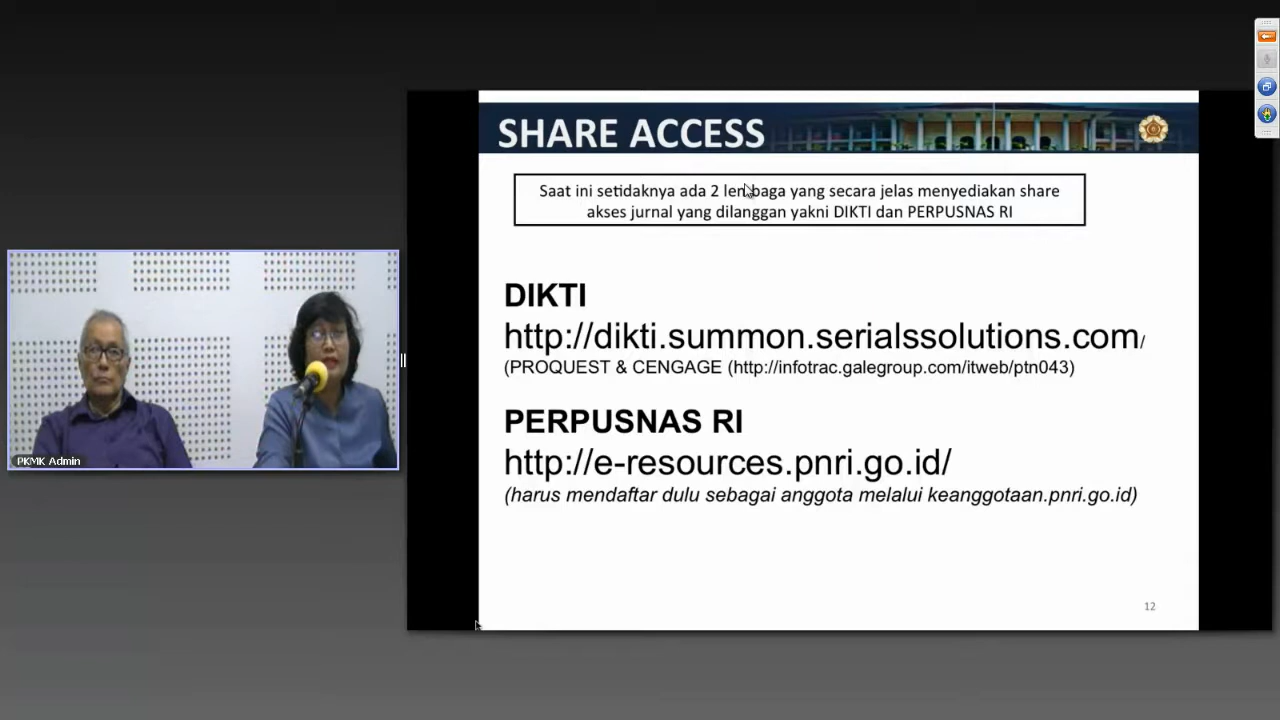 SHARE ACCESS
Saat ini setidaknya ada 2 lembaga yang secara jelas menyediakan share
akses jurnal yang dilanggan yakni DIKTI dan PERPUSNAS RI
DIKTI
http://dikti.summon.serialssolutions.com/
(PROQUEST & CENGAGE (http://infotrac.galegroup.com/itweb/ptn043)
PERPUSNAS RI
http://e-resources.pnri.go.id/
(harus mendaftar dulu sebagai anggota melalui keanggotaan.pnri.go.id)
12
PKMK Admin